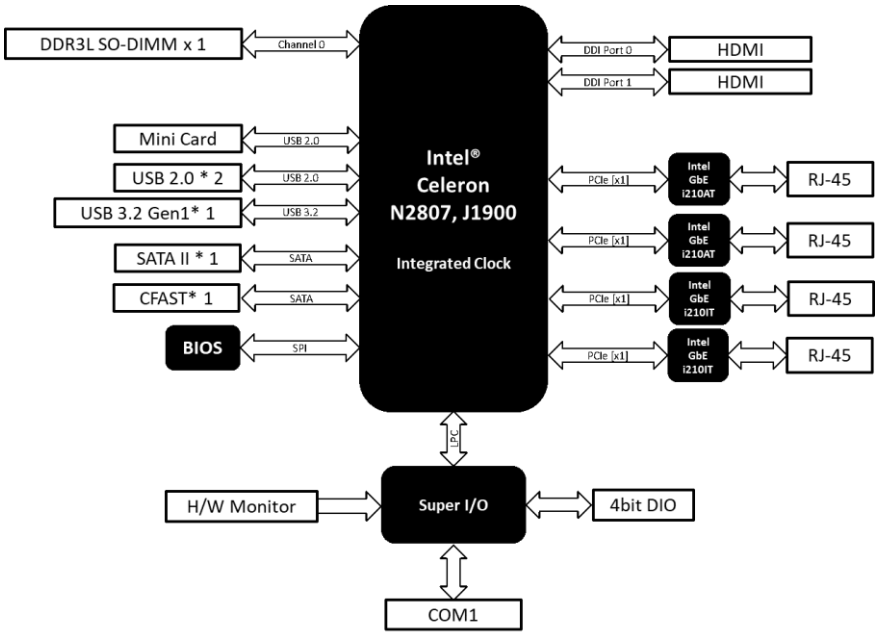 DDR3L SO-DIMM x 1
Channel 0
DDI Port 0
HDMI
DDI Port 1
HDMI
Mini Card
USB 2.0
USB 2.0 * 2
USB 2.0
USB 3.2 Gen1* 1
USB 3.2
SATA II * 1
SATA
CFAST* 1
SATA
BIOS
SPI
Intel®
Celeron
N2807, J1900
Integrated Clock
PCIe [x1]
Intel
GbE
i210AT
RJ-45
PCIe [x1]
Intel
GbE
i210AT
RJ-45
PCIe [x1]
Intel
GbE
i210IT
RJ-45
PCIe [x1]
Intel
GbE
i210IT
RJ-45
LPC
H/W Monitor
Super I/O
4bit DIO
COM1